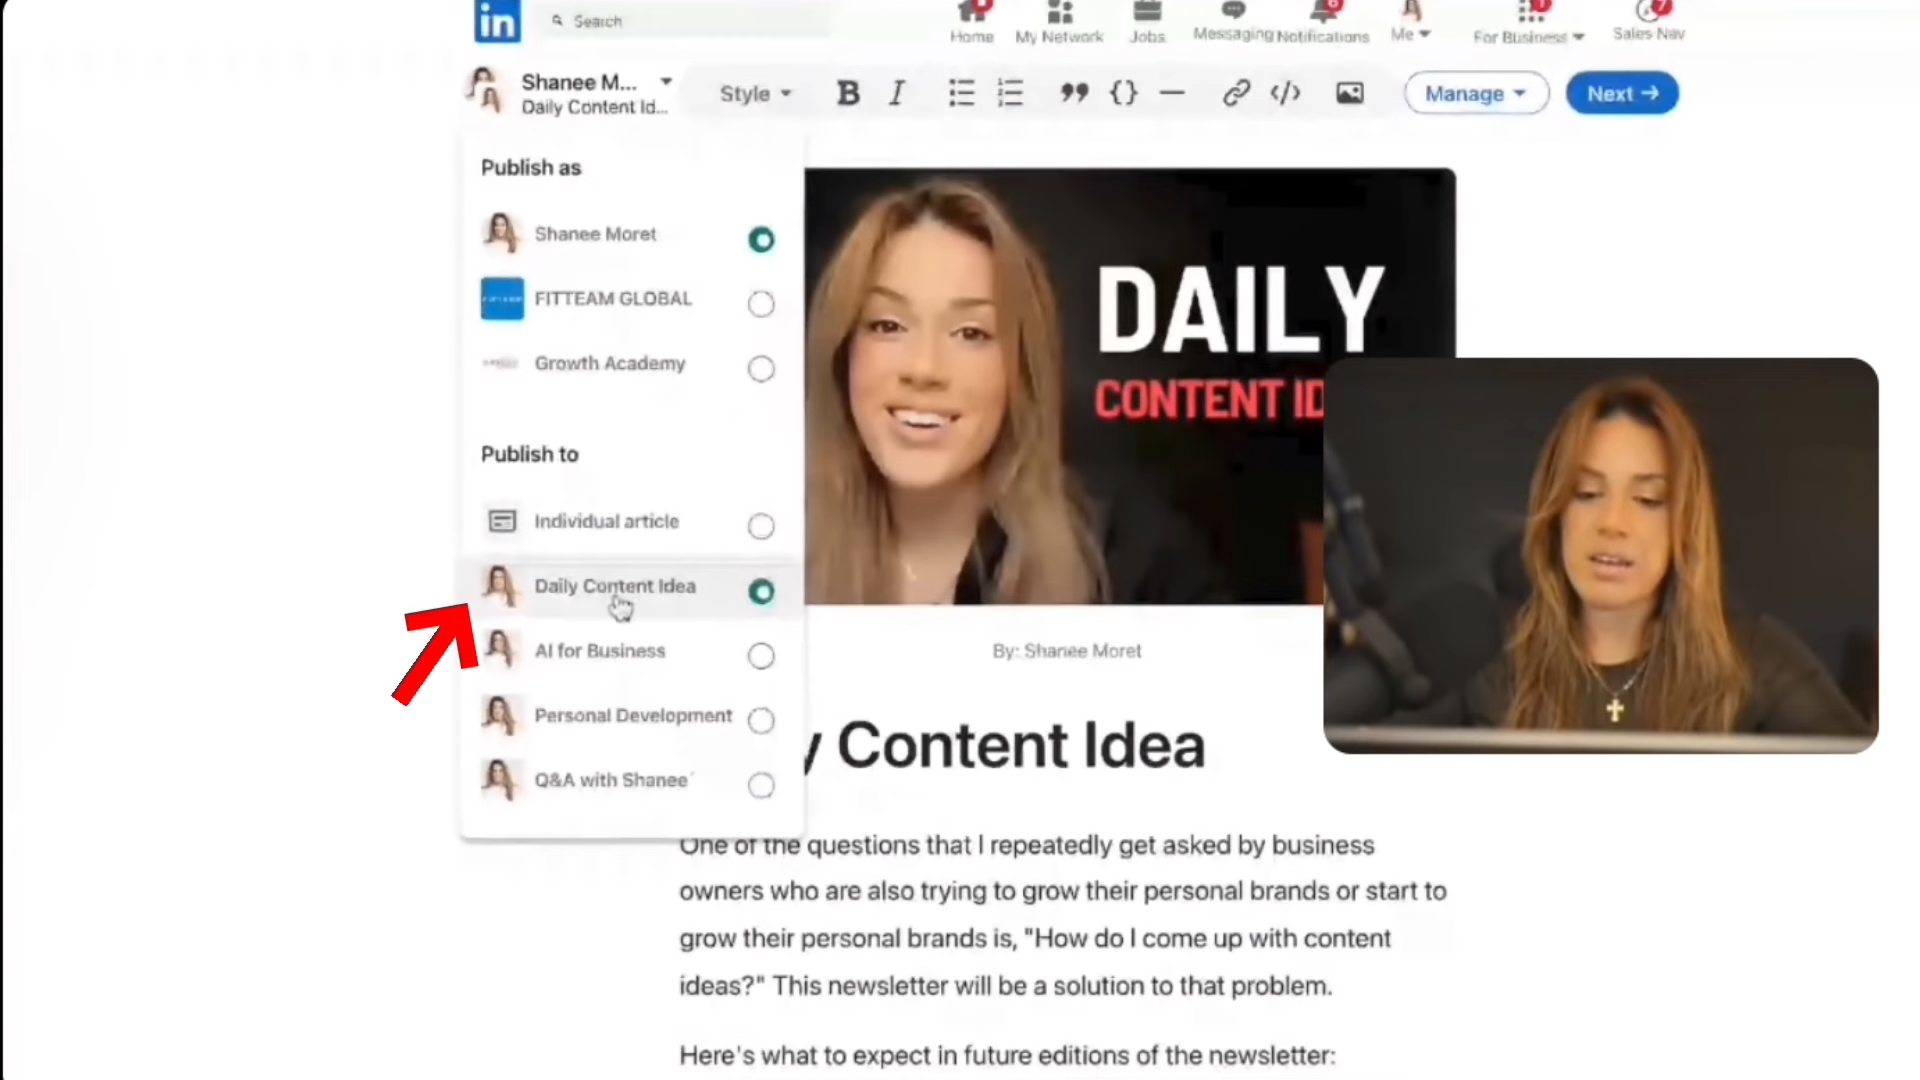 in
Search
Home
My Network
Jobs
Messaging
Notifications
Me
For Business
Sales Nav
Shanee M...
Daily Content Id...
Style
B
I
Manage
Next →
Publish as
Shanee Moret
FITTEAM GLOBAL
Growth Academy
Publish to
Individual article
Daily Content Idea
AI for Business
Personal Development
Q&A with Shanee
DAILY
CONTENT ID
By: Shanee Moret
y Content Idea
One of the questions that I repeatedly get asked by business
owners who are also trying to grow their personal brands or start to
grow their personal brands is, "How do I come up with content
ideas?" This newsletter will be a solution to that problem.
Here's what to expect in future editions of the newsletter: